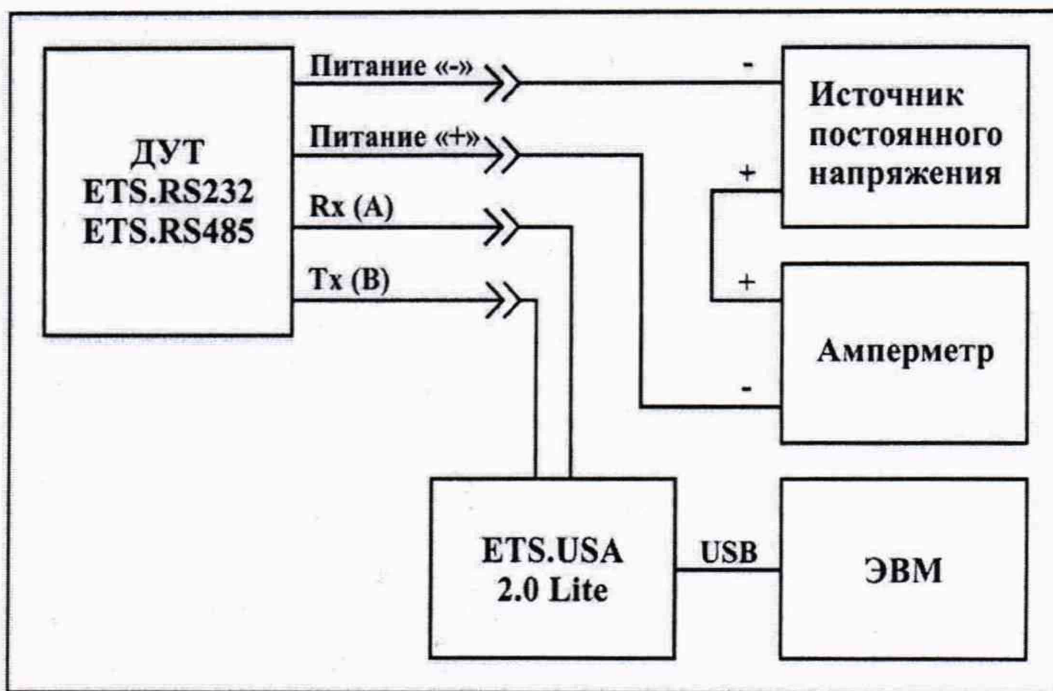 Питание «-»
-
Источник
постоянного
напряжения
ДУТ
ETS.RS232
ETS.RS485
Питание «+»
+
Rx (A)
Tx (B)
+
Амперметр
-
ETS.USA
2.0 Lite
USB
ЭВМ